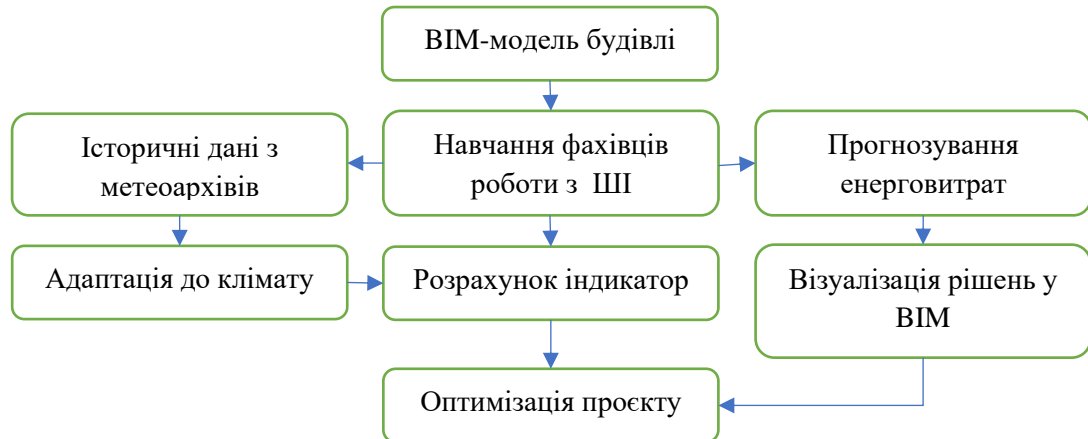 BIM-модель будівлі
Історичні дані з
метеоархівів
Навчання фахівців
роботи з ШІ
Прогнозування
енерговитрат
Адаптація до клімату
Розрахунок індикатор
Візуалізація рішень у
BIM
Оптимізація проєкту